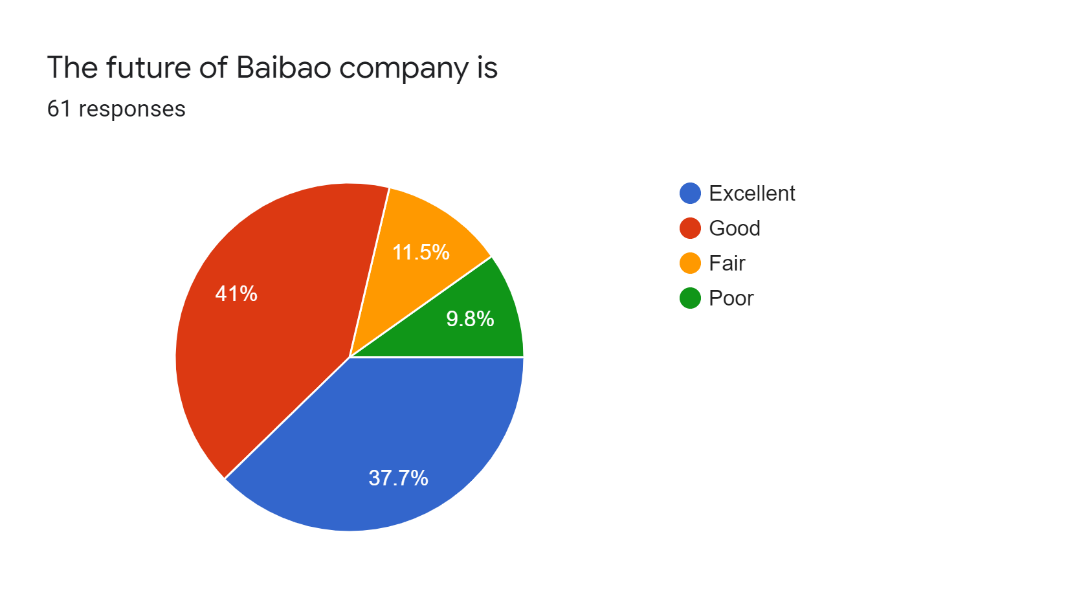 The future of Baibao company is
61 responses
Excellent
Good
Fair
Poor
41%
11.5%
9.8%
37.7%